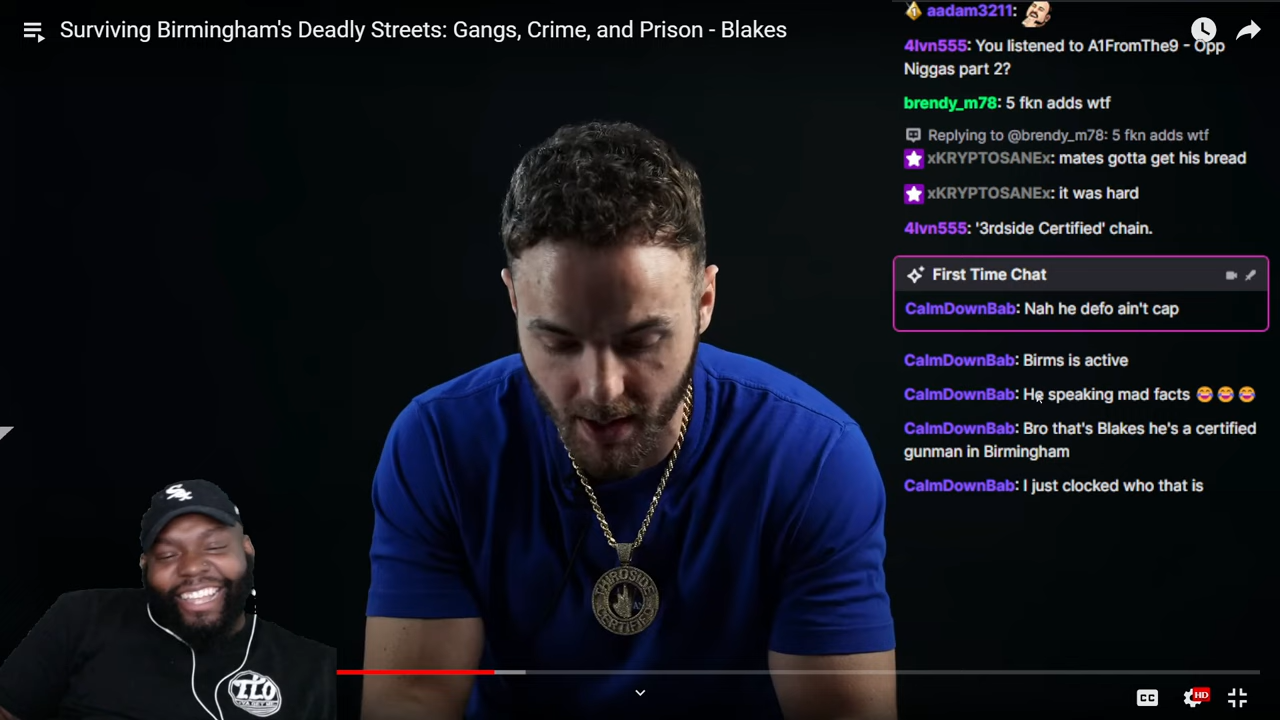 Surviving Birmingham's Deadly Streets: Gangs, Crime, and Prison - Blakes
aadam3211:
4lvn555: You listened to A1FromThe9 - Opp
Niggas part 2?
brendy_m78: 5 fkn adds wtf
Replying to @brendy_m78: 5 fkn adds wtf
xKRYPTOSANEx: mates gotta get his bread
xKRYPTOSANEx: it was hard
4lvn555: '3rdside Certified' chain.
First Time Chat
CalmDownBab: Nah he defo ain't cap
CalmDownBab: Birms is active
CalmDownBab: He speaking mad facts 😂😂😂
CalmDownBab: Bro that's Blakes he's a certified
gunman in Birmingham
CalmDownBab: I just clocked who that is
THIRDSIDE
CERTIFIED
TLO
CC
HD